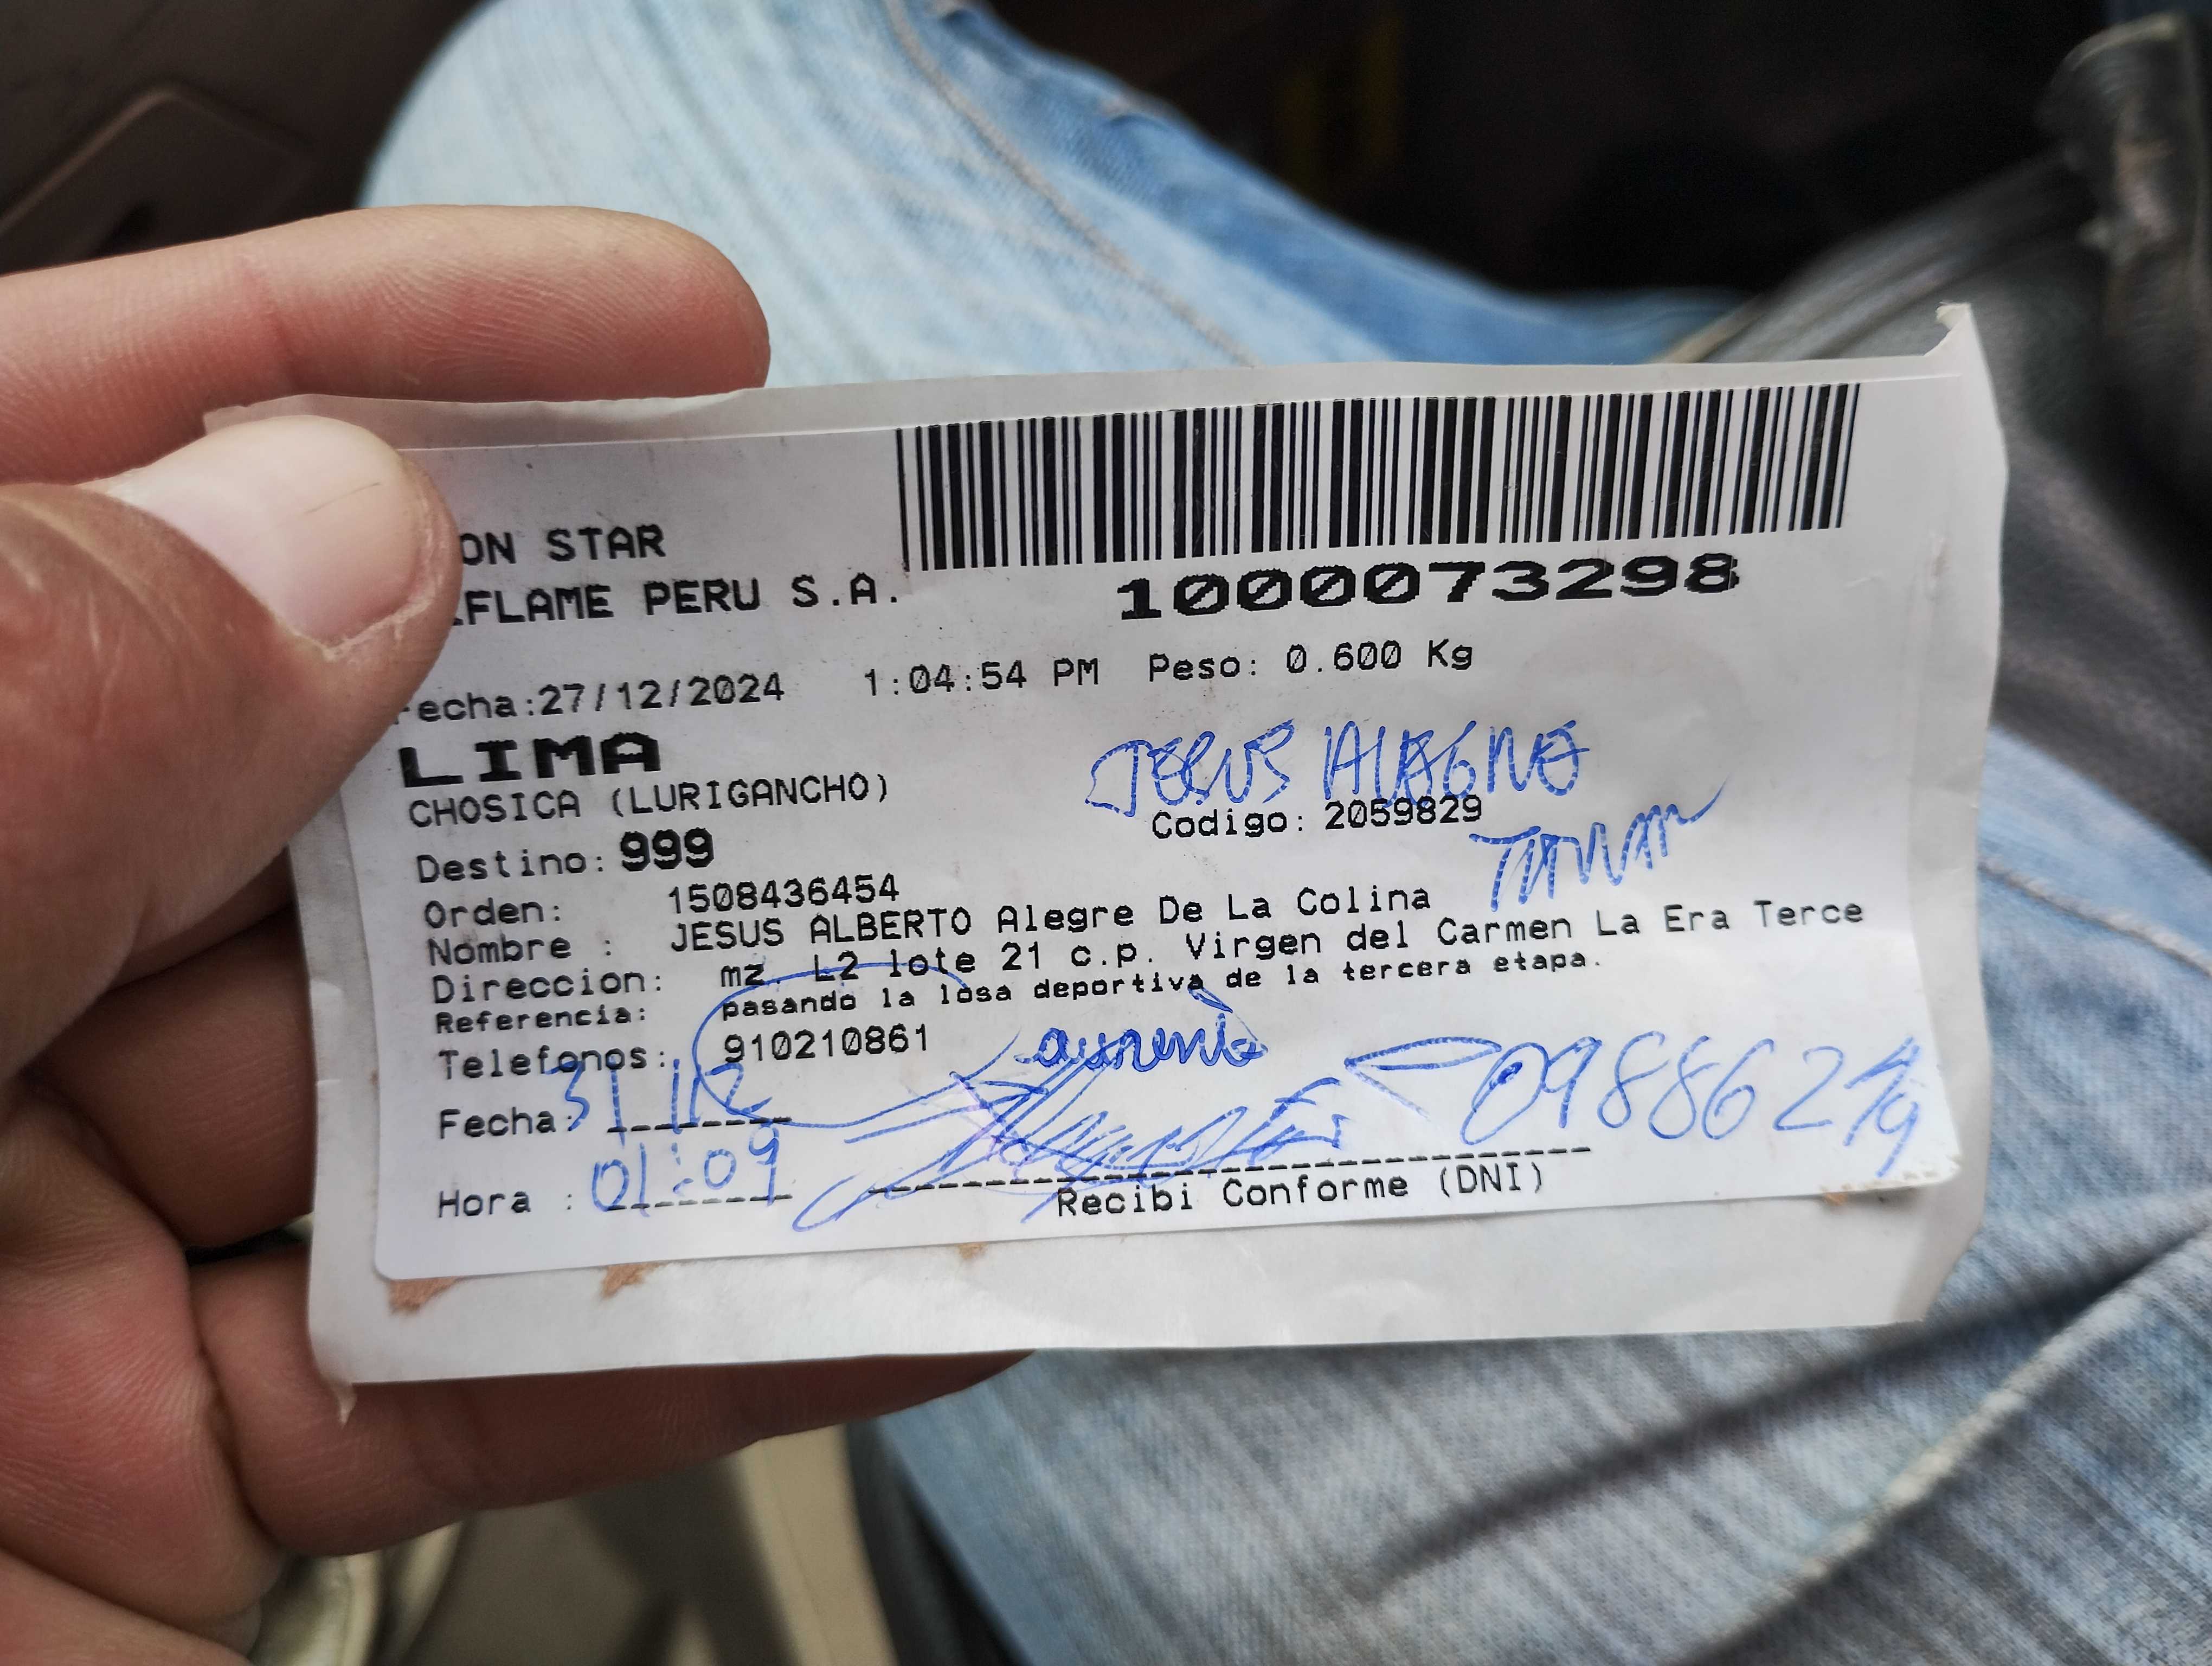 ON STAR
FLAME PERU S.A.
1000073298
Fecha:27/12/2024 1:04:54 PM Peso: 0.600 Kg
LIMA
CHOSICA (LURIGANCHO)
JESUS
Codigo: 2059829
Destino: 999
Orden: 1508436454
Nombre : JESUS ALBERTO Alegre De La Colina
Direccion: mz. L2 lote 21 c.p. Virgen del Carmen La Era Terce
Referencia: pasando la losa deportiva de la tercera etapa.
Telefonos: 910210861
Fecha: 31/12
Hora : 01:09
Recibi Conforme (DNI)